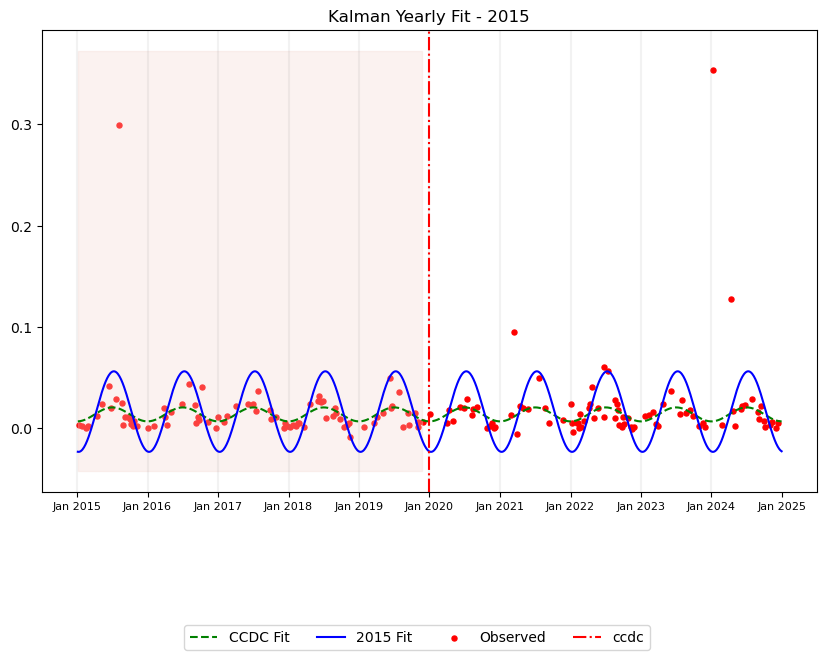 Kalman Yearly Fit - 2015
0.3
0.2
0.1
0.0
Jan 2015 Jan 2016 Jan 2017 Jan 2018 Jan 2019 Jan 2020 Jan 2021 Jan 2022 Jan 2023 Jan 2024 Jan 2025
CCDC Fit 2015 Fit Observed ccdc